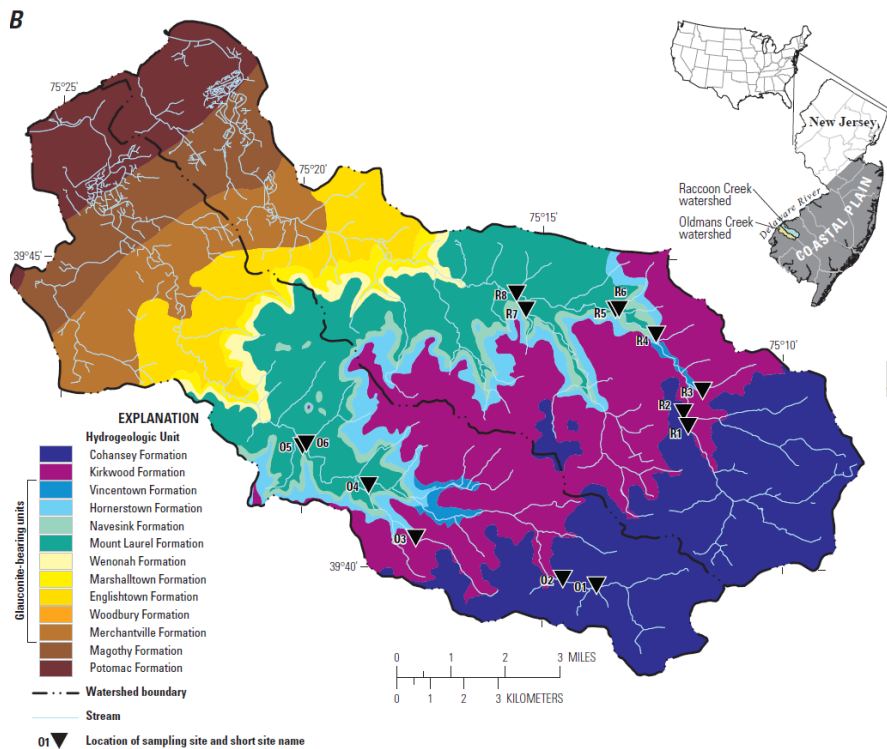 B
75°25'
75°20'
75°15'
75°10'
39°45'
39°40'
New Jersey
Raccoon Creek
watershed
Oldmans Creek
watershed
Delaware River
COASTAL PLAIN
R8
R7
R6
R5
R4
R3
R2
R1
O5
O6
O4
O3
O2
O1
EXPLANATION
Hydrogeologic Unit
Cohansey Formation
Kirkwood Formation
Vincentown Formation
Hornerstown Formation
Navesink Formation
Mount Laurel Formation
Wenonah Formation
Marshalltown Formation
Englishtown Formation
Woodbury Formation
Merchantville Formation
Magothy Formation
Potomac Formation
Glauconite-bearing units
Watershed boundary
Stream
O1 Location of sampling site and short site name
0 1 2 3 MILES
0 1 2 3 KILOMETERS